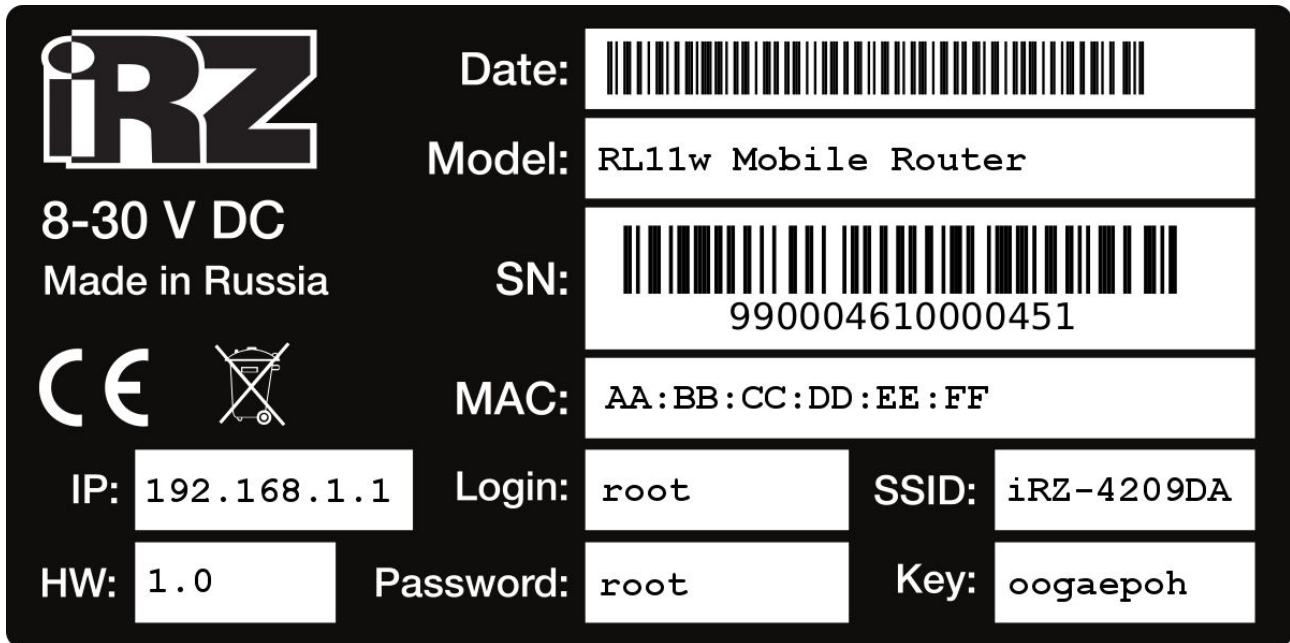 iRZ
8-30 V DC
Made in Russia
CE
Date:
Model: RL11w Mobile Router
SN: 990004610000451
MAC: AA:BB:CC:DD:EE:FF
IP: 192.168.1.1 Login: root SSID: iRZ-4209DA
HW: 1.0 Password: root Key: oogaepoh